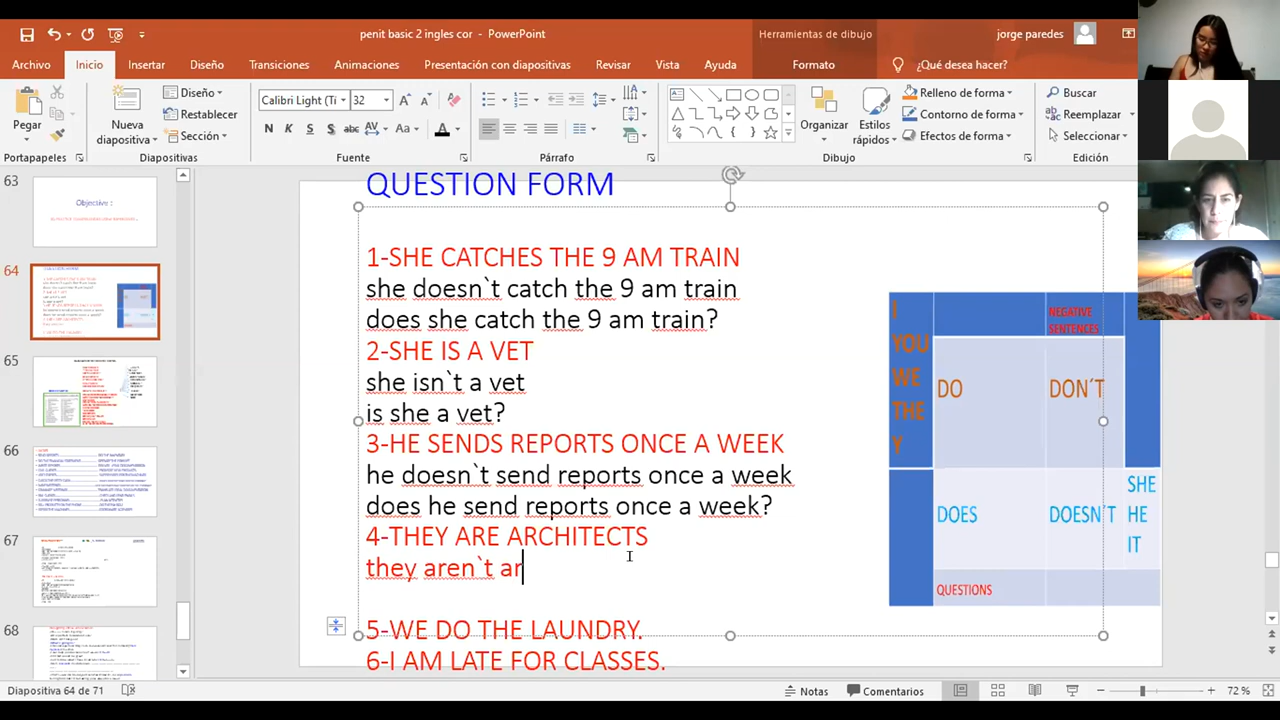 penit basic 2 ingles cor - PowerPoint
Herramientas de dibujo
jorge paredes
Archivo Inicio Insertar Diseño Transiciones Animaciones Presentación con diapositivas Revisar Vista Ayuda Formato ¿Qué desea hacer?
Pegar
Nueva diapositiva
Diseño
Restablecer
Sección
Calibri Light (Ti 32
N K S abc AV Aa A
Organizar
Estilos rápidos
Relleno de forma
Contorno de forma
Efectos de forma
Buscar
Reemplazar
Seleccionar
Portapapeles Diapositivas Fuente Párrafo Dibujo Edición
63
Objective :
64
65
66
67
68
QUESTION FORM
1-SHE CATCHES THE 9 AM TRAIN
she doesn`t catch the 9 am train
does she catch the 9 am train?
2-SHE IS A VET
she isn`t a vet
is she a vet?
3-HE SENDS REPORTS ONCE A WEEK
he doesn`t send reports once a week
does he send reports once a week?
4-THEY ARE ARCHITECTS
they aren`t ar
5-WE DO THE LAUNDRY.
6-I AM LATE FOR CLASSES.
I
YOU
WE
THE
Y
NEGATIVE SENTENCES
DO
DON´T
DOES
DOESN´T
SHE
HE
IT
QUESTIONS
Diapositiva 64 de 71
Notas
Comentarios
72 %